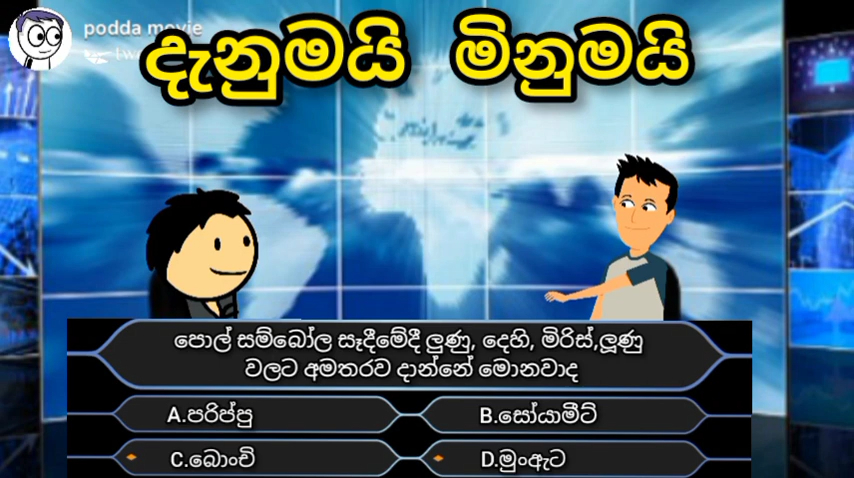 podda movie
දැනුමයි මිනුමයි
පොල් සම්බෝල සෑදීමේදී ලුණු, දෙහි, මිරිස්,ලූණු
වලට අමතරව දාන්නේ මොනවාද
A.පරිප්පු
B.සෝයාමීට්
C.බොංචි
D.මුංඇට